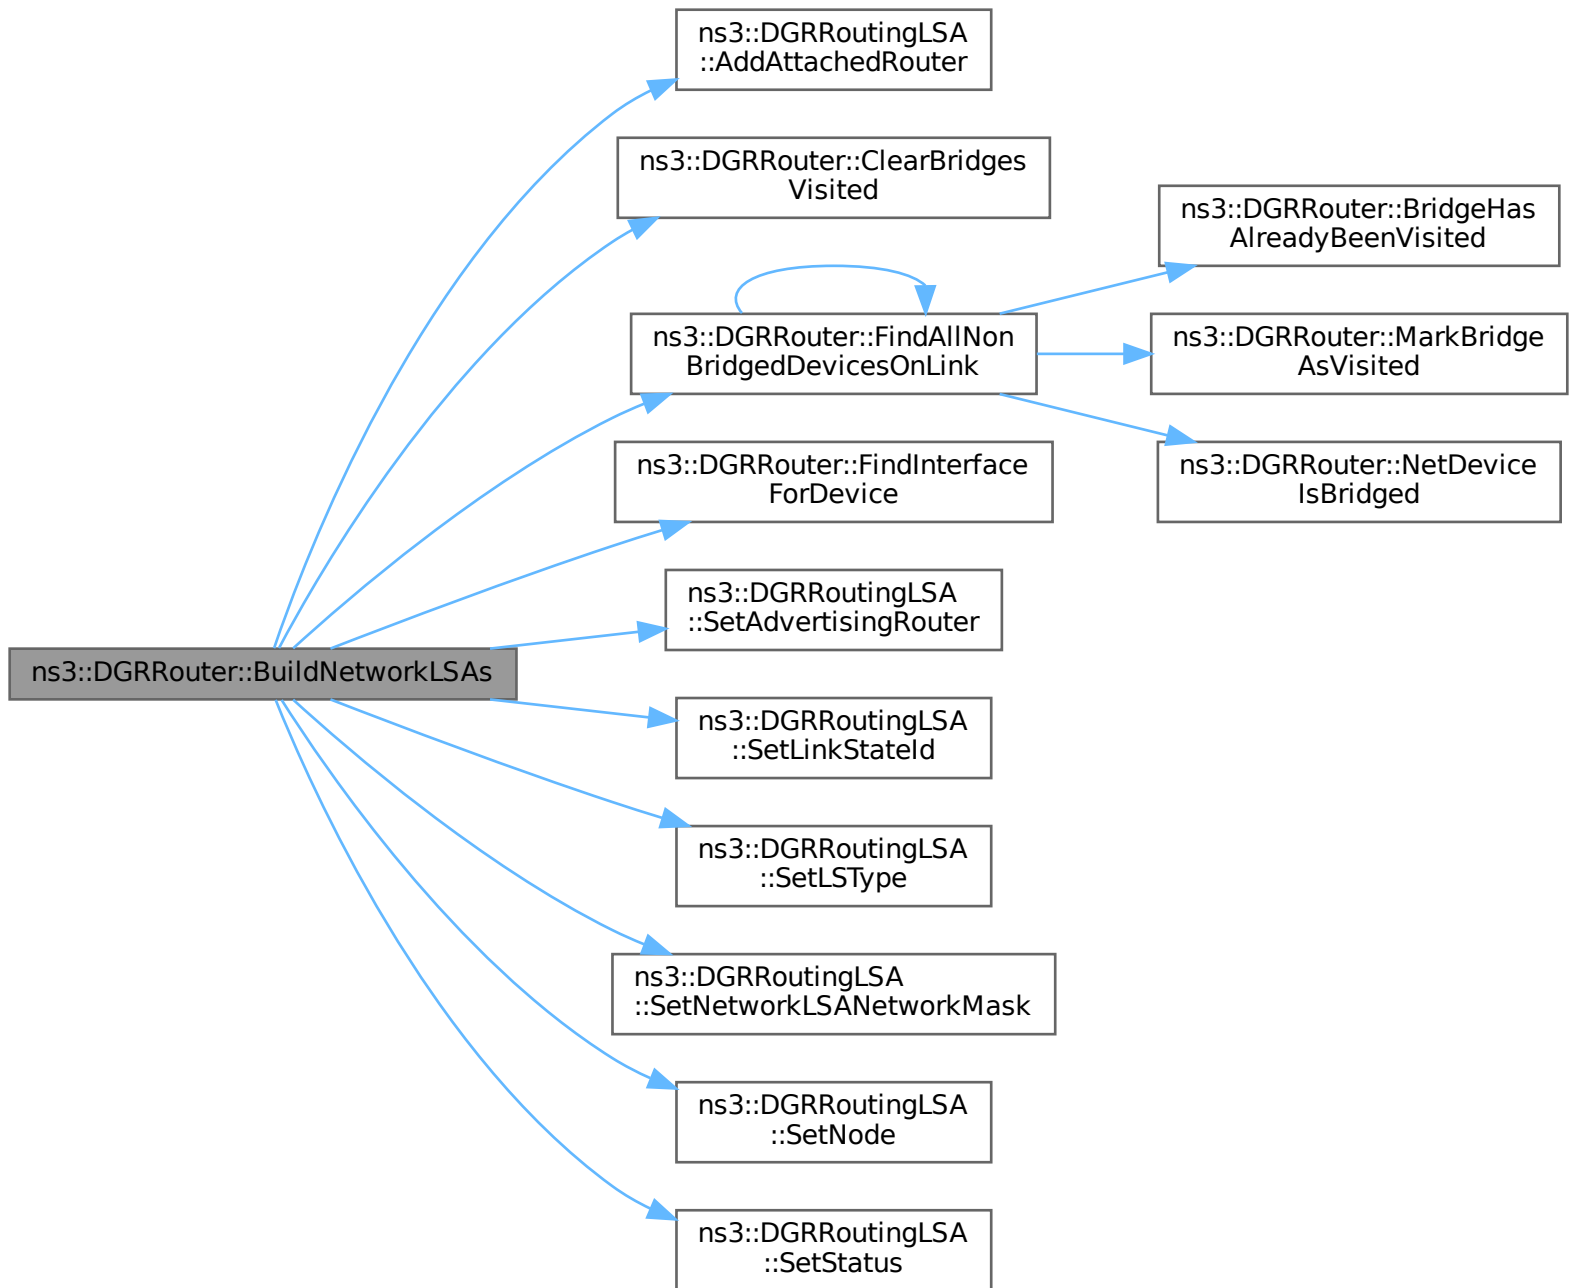 ns3::DGRRoutingLSA
::AddAttachedRouter
ns3::DGRRouter::ClearBridges
Visited
ns3::DGRRouter::BridgeHas
AlreadyBeenVisited
ns3::DGRRouter::FindAllNon
BridgedDevicesOnLink
ns3::DGRRouter::MarkBridge
AsVisited
ns3::DGRRouter::FindInterface
ForDevice
ns3::DGRRouter::NetDevice
IsBridged
ns3::DGRRoutingLSA
::SetAdvertisingRouter
ns3::DGRRouter::BuildNetworkLSAs
ns3::DGRRoutingLSA
::SetLinkStateId
ns3::DGRRoutingLSA
::SetLSType
ns3::DGRRoutingLSA
::SetNetworkLSANetworkMask
ns3::DGRRoutingLSA
::SetNode
ns3::DGRRoutingLSA
::SetStatus